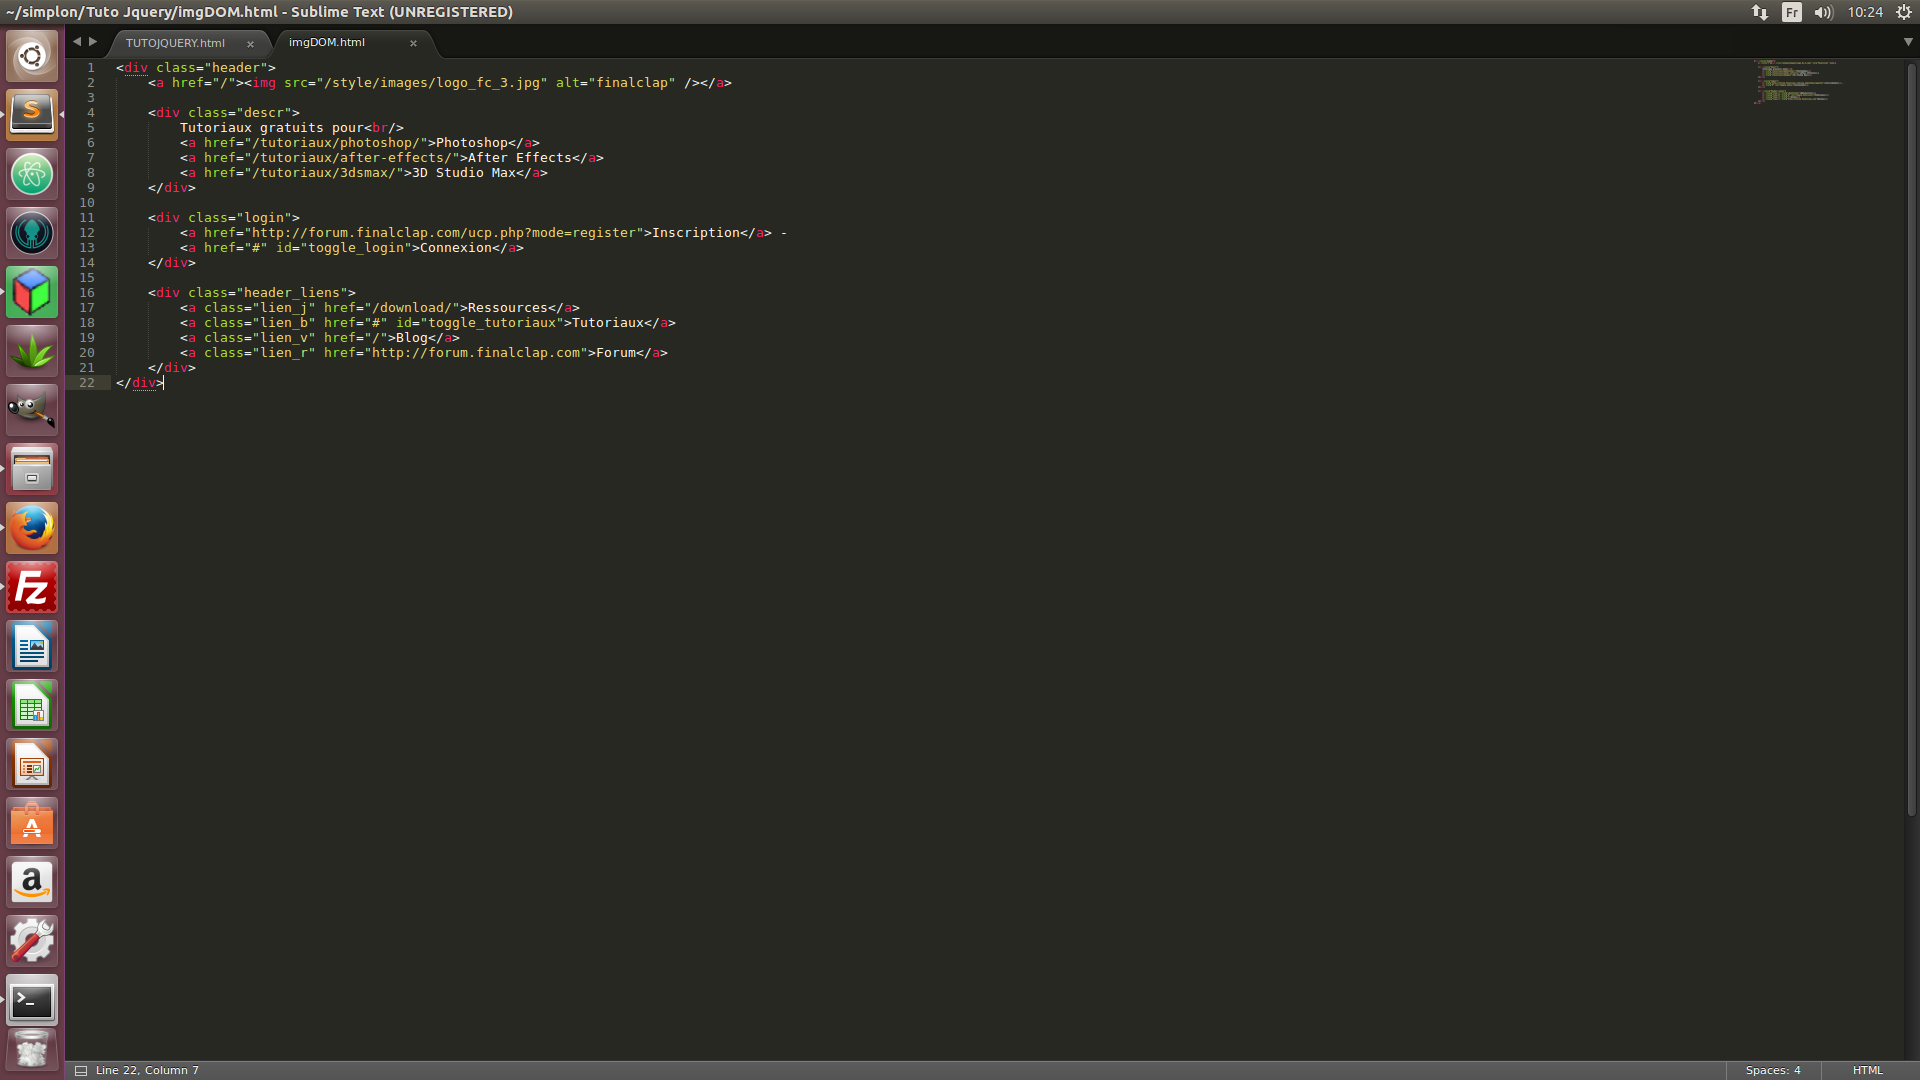 ~/simplon/Tuto Jquery/imgDOM.html - Sublime Text (UNREGISTERED)
Fr
10:24
TUTOJQUERY.html ×
imgDOM.html ×
1 <div class="header">
2     <a href="/"><img src="/style/images/logo_fc_3.jpg" alt="finalclap" /></a>
3
4     <div class="descr">
5         Tutoriaux gratuits pour<br/>
6         <a href="/tutoriaux/photoshop/">Photoshop</a>
7         <a href="/tutoriaux/after-effects/">After Effects</a>
8         <a href="/tutoriaux/3dsmax/">3D Studio Max</a>
9     </div>
10
11     <div class="login">
12         <a href="http://forum.finalclap.com/ucp.php?mode=register">Inscription</a> -
13         <a href="#" id="toggle_login">Connexion</a>
14     </div>
15
16     <div class="header_liens">
17         <a class="lien_j" href="/download/">Ressources</a>
18         <a class="lien_b" href="#" id="toggle_tutoriaux">Tutoriaux</a>
19         <a class="lien_v" href="/">Blog</a>
20         <a class="lien_r" href="http://forum.finalclap.com">Forum</a>
21     </div>
22 </div>
S
Fz
A
a
>_
Line 22, Column 7
Spaces: 4
HTML